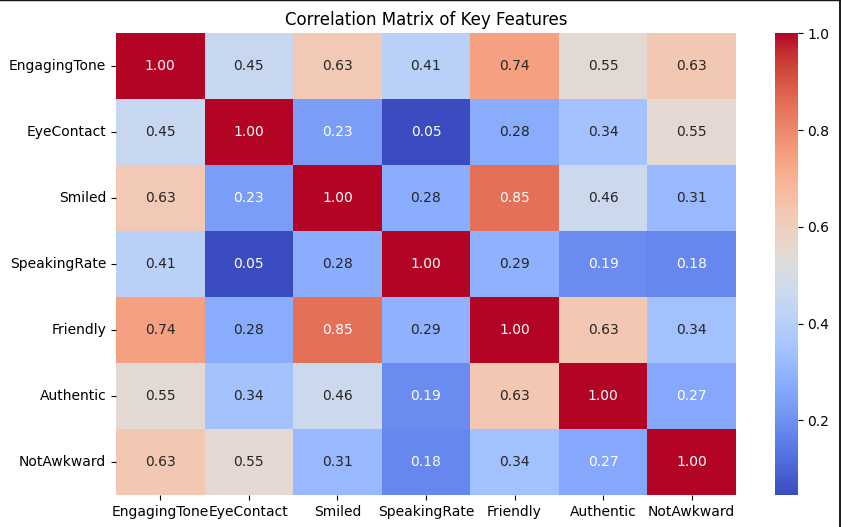 Correlation Matrix of Key Features
EngagingTone 1.00 0.45 0.63 0.41 0.74 0.55 0.63
EyeContact 0.45 1.00 0.23 0.05 0.28 0.34 0.55
Smiled 0.63 0.23 1.00 0.28 0.85 0.46 0.31
SpeakingRate 0.41 0.05 0.28 1.00 0.29 0.19 0.18
Friendly 0.74 0.28 0.85 0.29 1.00 0.63 0.34
Authentic 0.55 0.34 0.46 0.19 0.63 1.00 0.27
NotAwkward 0.63 0.55 0.31 0.18 0.34 0.27 1.00
EngagingTone EyeContact Smiled SpeakingRate Friendly Authentic NotAwkward
1.0
0.8
0.6
0.4
0.2